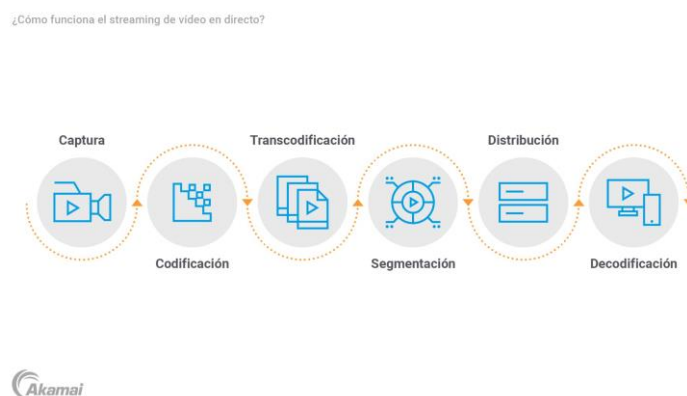 ¿Cómo funciona el streaming de vídeo en directo?
Captura
Transcodificación
Distribución
Codificación
Segmentación
Decodificación
Akamai